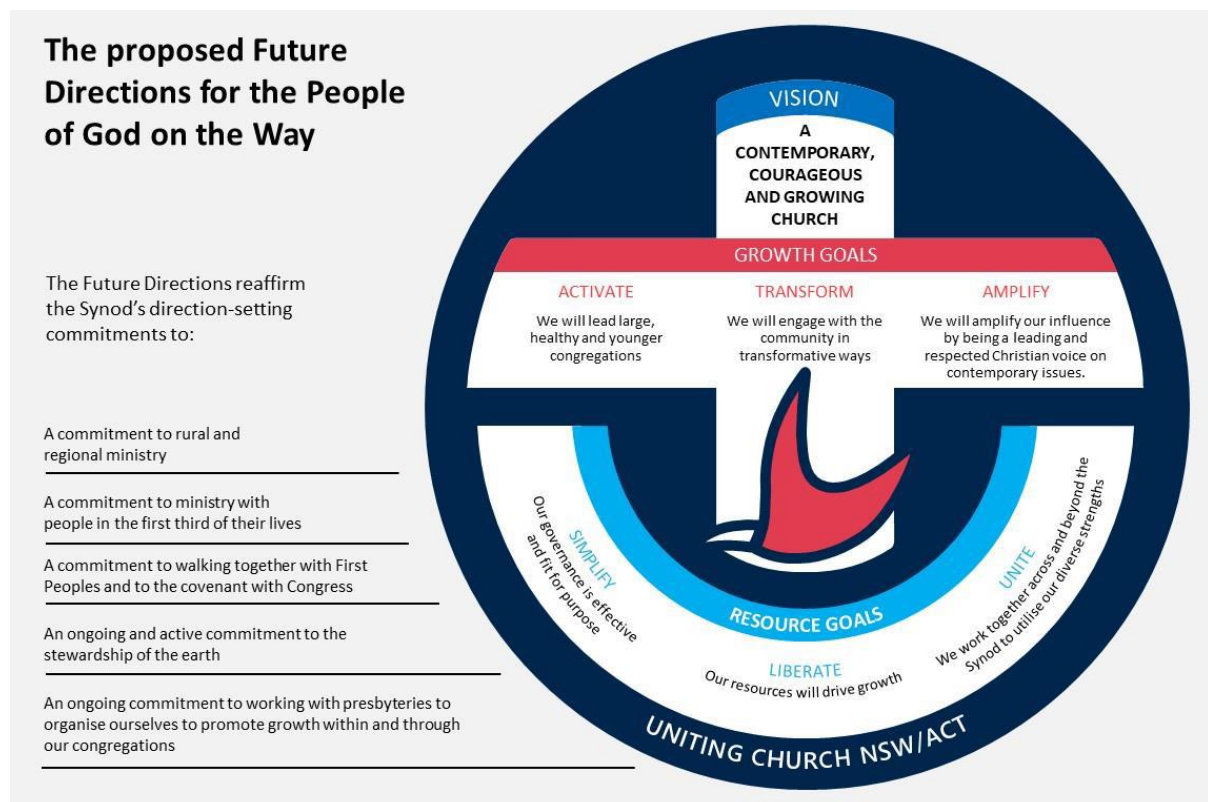 The proposed Future
Directions for the People
of God on the Way
The Future Directions reaffirm
the Synod’s direction-setting
commitments to:
A commitment to rural and
regional ministry
A commitment to ministry with
people in the first third of their lives
A commitment to walking together with First
Peoples and to the covenant with Congress
An ongoing and active commitment to the
stewardship of the earth
An ongoing commitment to working with presbyteries to
organise ourselves to promote growth within and through
our congregations
VISION
A
CONTEMPORARY,
COURAGEOUS
AND GROWING
CHURCH
GROWTH GOALS
ACTIVATE
We will lead large,
healthy and younger
congregations
TRANSFORM
We will engage with the
community in
transformative ways
AMPLIFY
We will amplify our influence
by being a leading and
respected Christian voice on
contemporary issues.
RESOURCE GOALS
SIMPLIFY
Our governance is effective
and fit for purpose
LIBERATE
Our resources will drive growth
UNITE
We work together across and beyond the
Synod to utilise our diverse strengths
UNITING CHURCH NSW/ACT